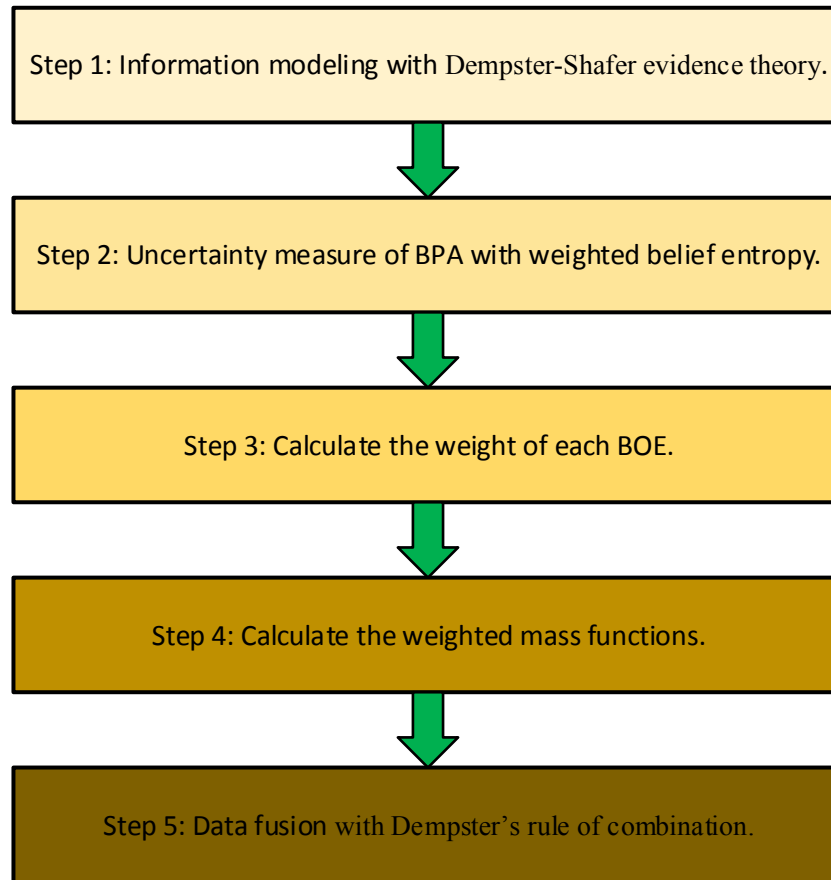 Step 1: Information modeling with Dempster-Shafer evidence theory.
Step 2: Uncertainty measure of BPA with weighted belief entropy.
Step 3: Calculate the weight of each BOE.
Step 4: Calculate the weighted mass functions.
Step 5: Data fusion with Dempster’s rule of combination.